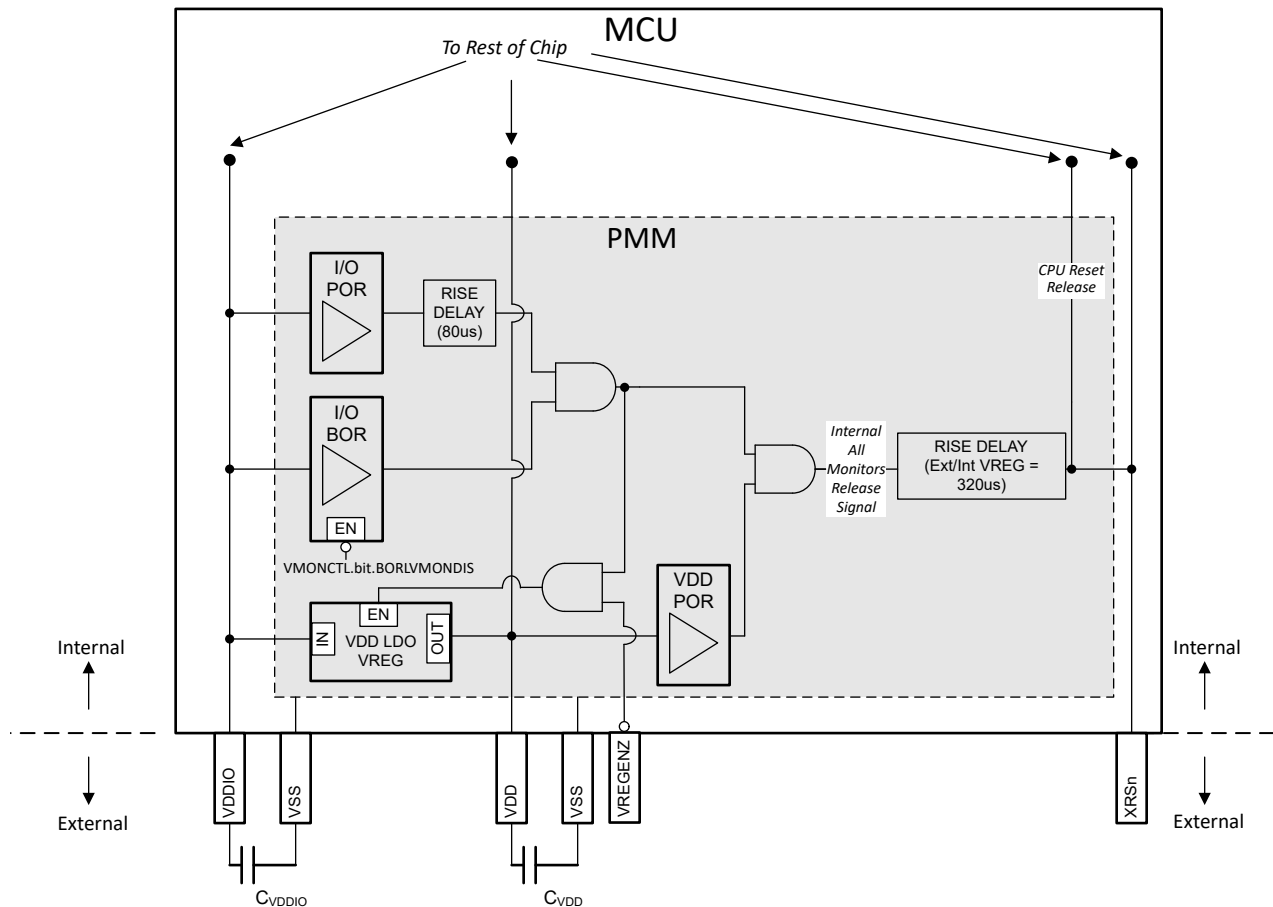 MCU
To Rest of Chip
PMM
I/O
POR
RISE
DELAY
(80us)
CPU Reset
Release
I/O
BOR
EN
VMONCTL.bit.BORLVMONDIS
Internal
All
Monitors
Release
Signal
RISE DELAY
(Ext/Int VREG =
320us)
EN
IN
VDD LDO
VREG
OUT
VDD
POR
Internal
External
Internal
External
VDDIO
VSS
VDD
VSS
VREGENZ
XRSn
CVDDIO
CVDD